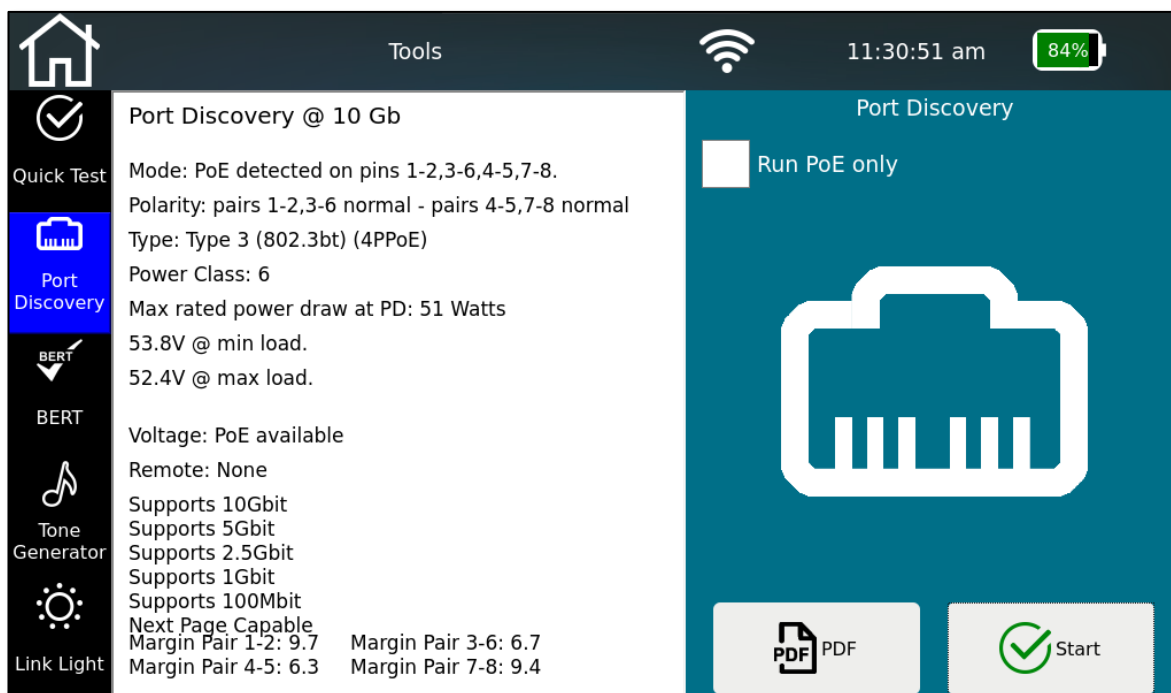 Tools
11:30:51 am
84%
Quick Test
Port
Discovery
BERT
BERT
Tone
Generator
Link Light
Port Discovery @ 10 Gb
Mode: PoE detected on pins 1-2,3-6,4-5,7-8.
Polarity: pairs 1-2,3-6 normal - pairs 4-5,7-8 normal
Type: Type 3 (802.3bt) (4PPoE)
Power Class: 6
Max rated power draw at PD: 51 Watts
53.8V @ min load.
52.4V @ max load.
Voltage: PoE available
Remote: None
Supports 10Gbit
Supports 5Gbit
Supports 2.5Gbit
Supports 1Gbit
Supports 100Mbit
Next Page Capable
Margin Pair 1-2: 9.7 Margin Pair 3-6: 6.7
Margin Pair 4-5: 6.3 Margin Pair 7-8: 9.4
Port Discovery
Run PoE only
PDF PDF
Start